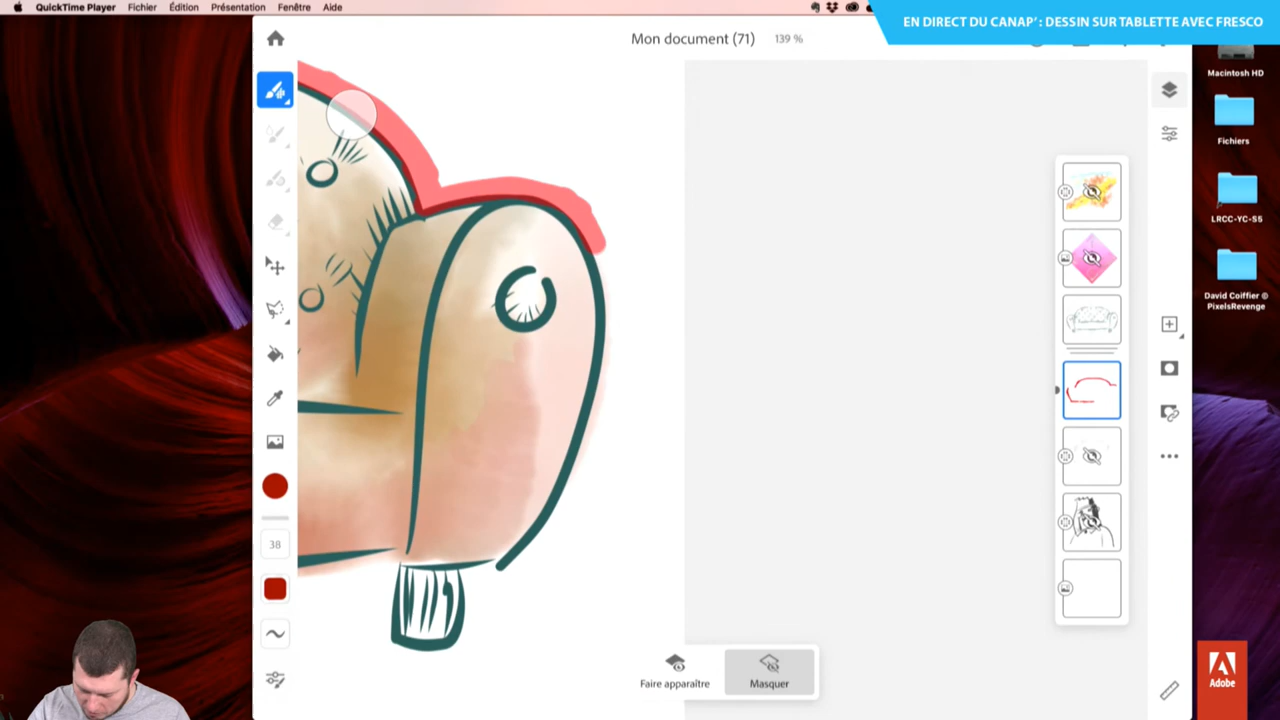 QuickTime Player Fichier Édition Présentation Fenêtre Aide
EN DIRECT DU CANAP' : DESSIN SUR TABLETTE AVEC FRESCO
Mon document (71) 139 %
Macintosh HD
Fichiers
LRCC-YC-S5
David Coiffier ©
PixelsRevenge
38
Faire apparaître
Masquer
Adobe